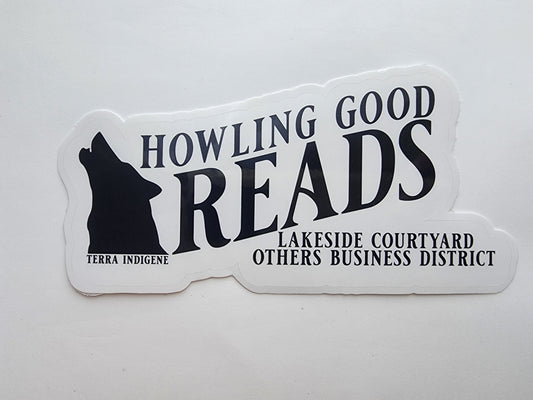 HOWLING GOOD
READS
TERRA INDIGENE
LAKESIDE COURTYARD
OTHERS BUSINESS DISTRICT